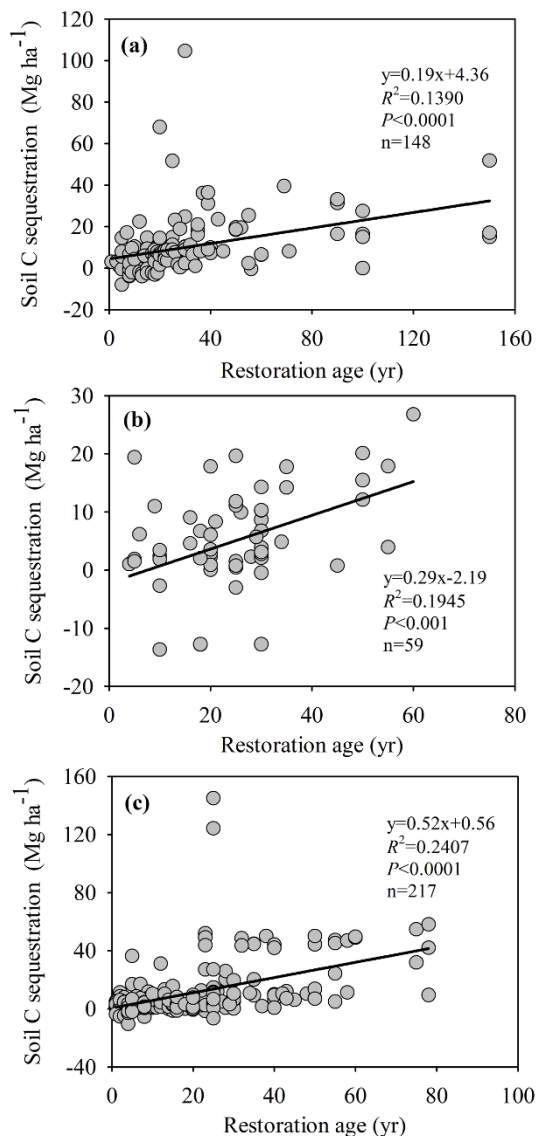 (a)
120
100
80
60
40
20
0
-20
Soil C sequestration (Mg ha⁻¹)
y=0.19x+4.36
R²=0.1390
P<0.0001
n=148
0 40 80 120 160
Restoration age (yr)
(b)
30
20
10
0
-10
-20
Soil C sequestration (Mg ha⁻¹)
y=0.29x-2.19
R²=0.1945
P<0.001
n=59
0 20 40 60 80
Restoration age (yr)
(c)
160
120
80
40
0
-40
Soil C sequestration (Mg ha⁻¹)
y=0.52x+0.56
R²=0.2407
P<0.0001
n=217
0 20 40 60 80 100
Restoration age (yr)